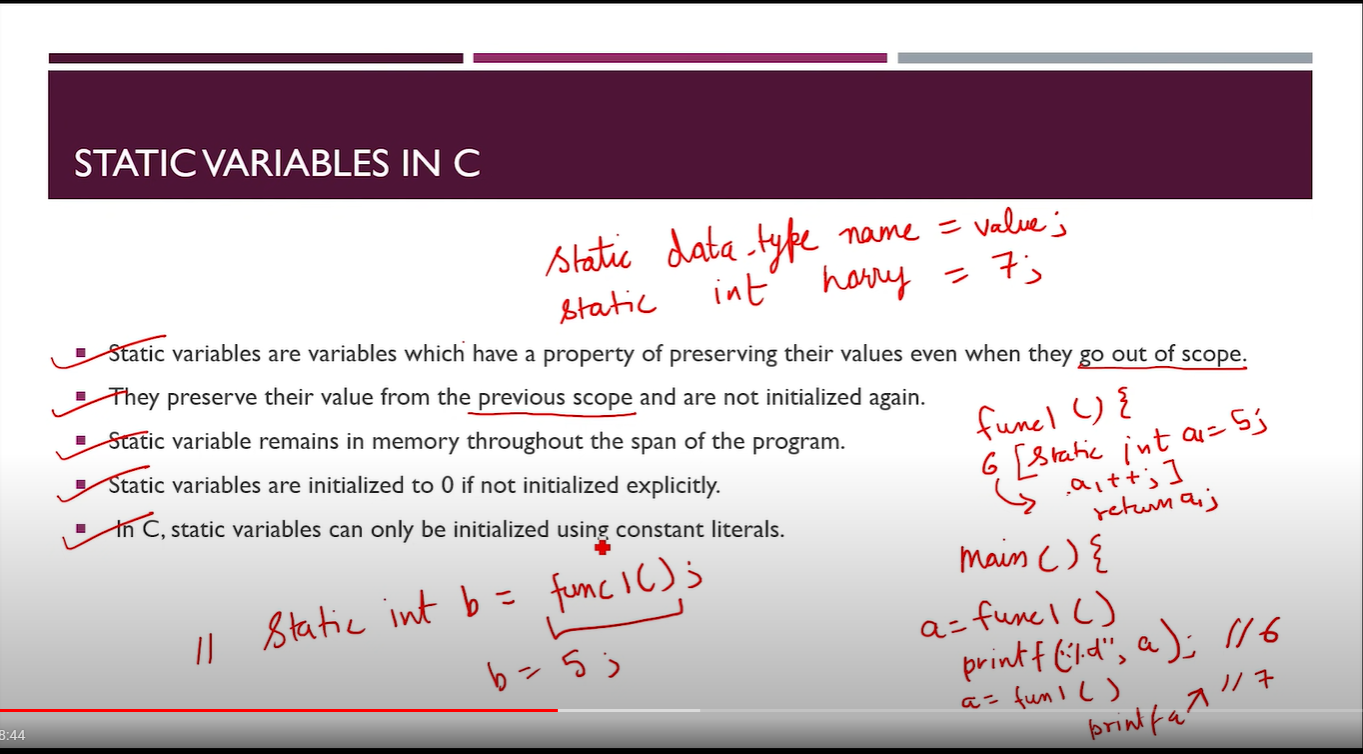 STATIC VARIABLES IN C
static data-type name = value;
static int harry = 7;
Static variables are variables which have a property of preserving their values even when they go out of scope.
They preserve their value from the previous scope and are not initialized again.
Static variable remains in memory throughout the span of the program.
Static variables are initialized to 0 if not initialized explicitly.
In C, static variables can only be initialized using constant literals.
// Static int b = func1();
b = 5;
func1 () {
6 [static int a1 = 5;
a1++;]
return a1;
main () {
a = func1 ()
printf("%d", a); //6
a = fun1 ()
printf a //7
8:44